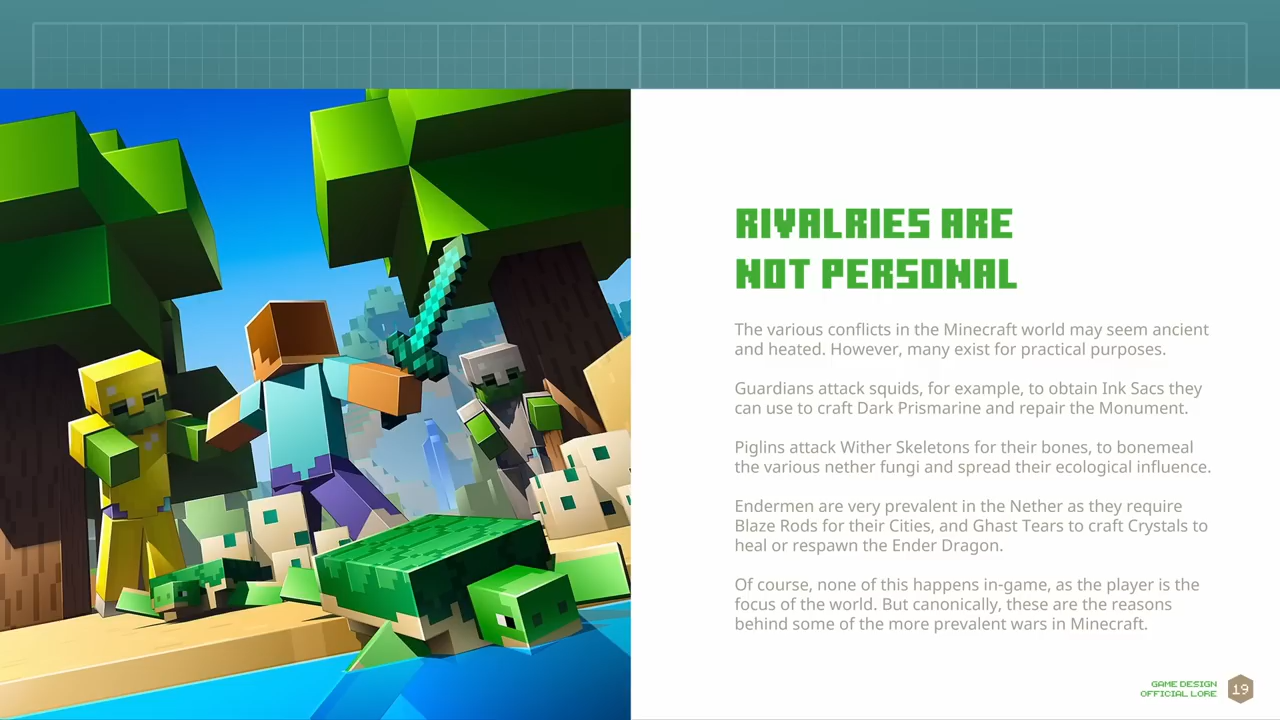 RIVALRIES ARE
NOT PERSONAL
The various conflicts in the Minecraft world may seem ancient
and heated. However, many exist for practical purposes.
Guardians attack squids, for example, to obtain Ink Sacs they
can use to craft Dark Prismarine and repair the Monument.
Piglins attack Wither Skeletons for their bones, to bonemeal
the various nether fungi and spread their ecological influence.
Endermen are very prevalent in the Nether as they require
Blaze Rods for their Cities, and Ghast Tears to craft Crystals to
heal or respawn the Ender Dragon.
Of course, none of this happens in-game, as the player is the
focus of the world. But canonically, these are the reasons
behind some of the more prevalent wars in Minecraft.
GAME DESIGN
OFFICIAL LORE
19